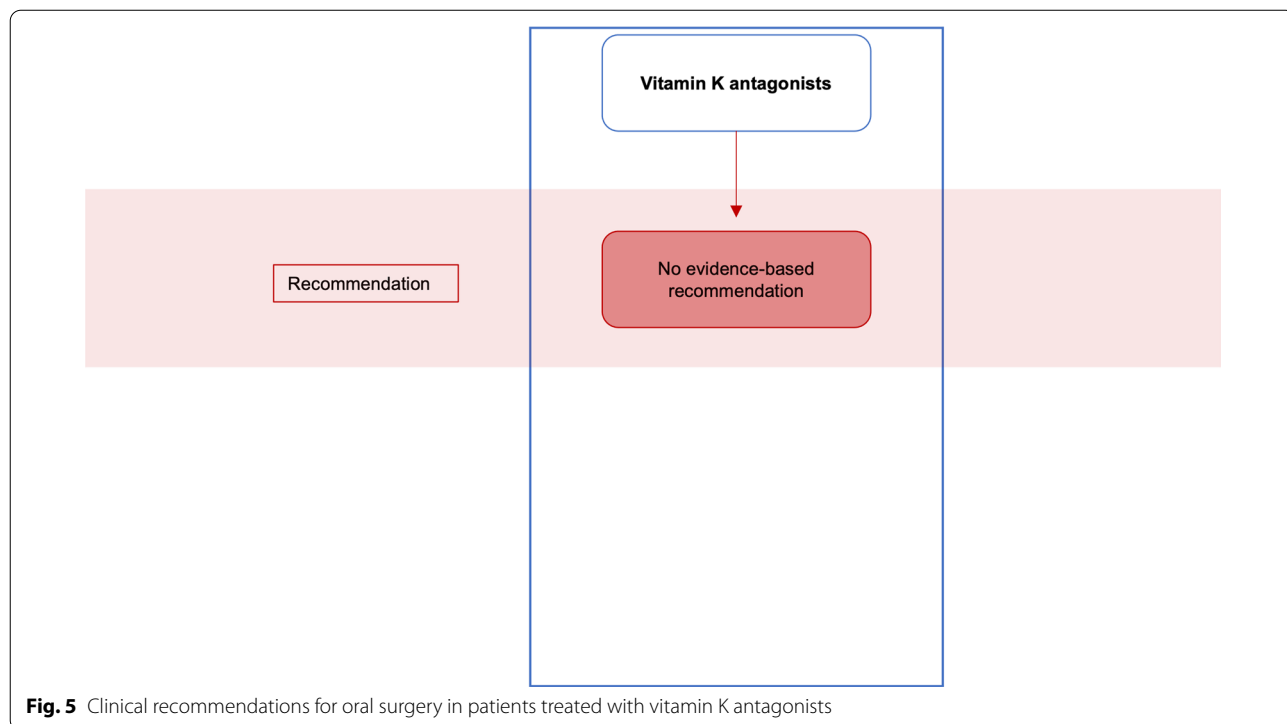 Vitamin K antagonists
Recommendation
No evidence-based
recommendation
Fig. 5 Clinical recommendations for oral surgery in patients treated with vitamin K antagonists